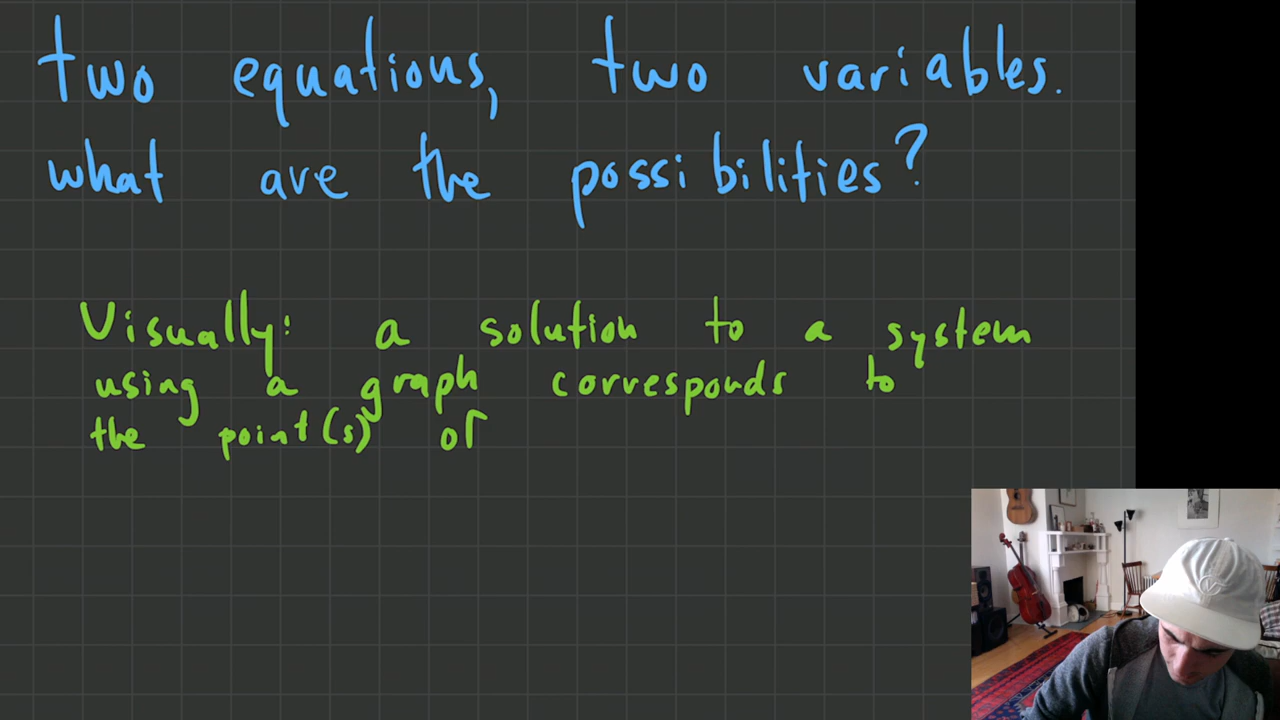 two equations, two variables.
what are the possibilities?
Visually: a solution to a system
using a graph corresponds to
the point(s) of